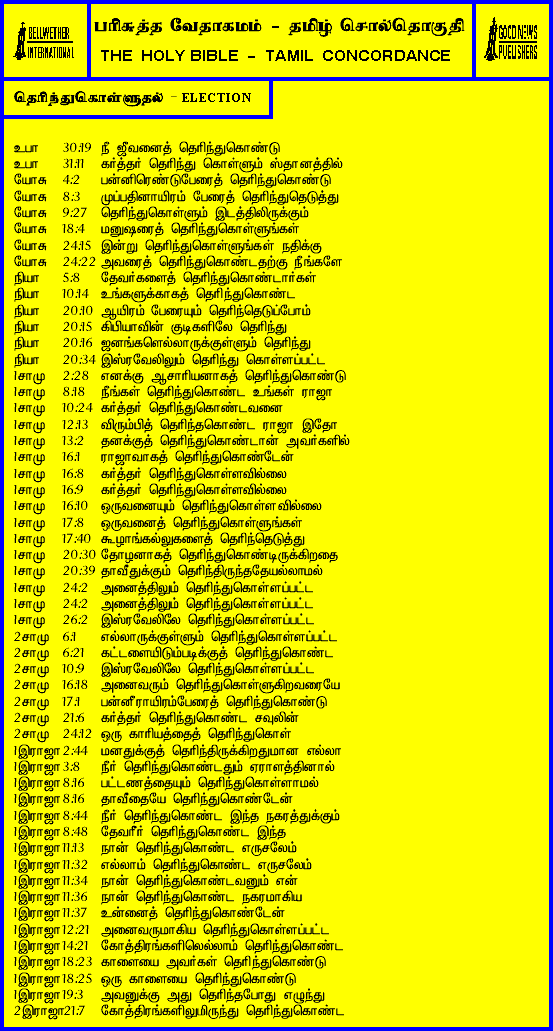 BELLWETHER
INTERNATIONAL
பரிசுத்த வேதாகமம் - தமிழ் சொல்தொகுதி
THE HOLY BIBLE - TAMIL CONCORDANCE
GOOD NEWS
PUBLISHERS
தெரிந்துகொள்ளுதல் - ELECTION
உபா 30:19 நீ ஜீவனைத் தெரிந்துகொண்டு
உபா 31:11 கர்த்தர் தெரிந்து கொள்ளும் ஸ்தானத்தில்
யோசு 4:2 பன்னிரெண்டுபேரைத் தெரிந்துகொண்டு
யோசு 8:3 முப்பதினாயிரம் பேரைத் தெரிந்துதெடுத்து
யோசு 9:27 தெரிந்துகொள்ளும் இடத்திலிருக்கும்
யோசு 18:4 மனுஷரைத் தெரிந்துகொள்ளுங்கள்
யோசு 24:15 இன்று தெரிந்துகொள்ளுங்கள் நதிக்கு
யோசு 24:22 அவரைத் தெரிந்துகொண்டதற்கு நீங்களே
நியா 5:8 தேவர்களைத் தெரிந்துகொண்டார்கள்
நியா 10:14 உங்களுக்காகத் தெரிந்துகொண்ட
நியா 20:10 ஆயிரம் பேரையும் தெரிந்தெடுப்போம்
நியா 20:15 கிபியாவின் குடிகளிலே தெரிந்து
நியா 20:16 ஜனங்களெல்லாருக்குள்ளும் தெரிந்து
நியா 20:34 இஸ்ரவேலிலும் தெரிந்து கொள்ளப்பட்ட
1சாமு 2:28 எனக்கு ஆசாரியனாகத் தெரிந்துகொண்டு
1சாமு 8:18 நீங்கள் தெரிந்துகொண்ட உங்கள் ராஜா
1சாமு 10:24 கர்த்தர் தெரிந்துகொண்டவனை
1சாமு 12:13 விரும்பித் தெரிந்தகொண்ட ராஜா இதோ
1சாமு 13:2 தனக்குத் தெரிந்துகொண்டான் அவர்களில்
1சாமு 16:1 ராஜாவாகத் தெரிந்துகொண்டேன்
1சாமு 16:8 கர்த்தர் தெரிந்துகொள்ளவில்லை
1சாமு 16:9 கர்த்தர் தெரிந்துகொள்ளவில்லை
1சாமு 16:10 ஒருவனையும் தெரிந்துகொள்ளவில்லை
1சாமு 17:8 ஒருவனைத் தெரிந்துகொள்ளுங்கள்
1சாமு 17:40 கூழாங்கல்லுகளைத் தெரிந்தெடுத்து
1சாமு 20:30 தோழனாகத் தெரிந்துகொண்டிருக்கிறதை
1சாமு 20:39 தாவீதுக்கும் தெரிந்திருந்ததேயல்லாமல்
1சாமு 24:2 அனைத்திலும் தெரிந்துகொள்ளப்பட்ட
1சாமு 24:2 அனைத்திலும் தெரிந்துகொள்ளப்பட்ட
1சாமு 26:2 இஸ்ரவேலிலே தெரிந்துகொள்ளப்பட்ட
2சாமு 6:1 எல்லாருக்குள்ளும் தெரிந்துகொள்ளப்பட்ட
2சாமு 6:21 கட்டளையிடும்படிக்குத் தெரிந்துகொண்ட
2சாமு 10:9 இஸ்ரவேலிலே தெரிந்துகொள்ளப்பட்ட
2சாமு 16:18 அனைவரும் தெரிந்துகொள்ளுகிறவரையே
2சாமு 17:1 பன்னீராயிரம்பேரைத் தெரிந்துகொண்டு
2சாமு 21:6 கர்த்தர் தெரிந்துகொண்ட சவுலின்
2சாமு 24:12 ஒரு காரியத்தைத் தெரிந்துகொள்
1இராஜா 2:44 மனதுக்குத் தெரிந்திருக்கிறதுமான எல்லா
1இராஜா 3:8 நீர் தெரிந்துகொண்டதும் ஏராளத்தினால்
1இராஜா 8:16 பட்டணத்தையும் தெரிந்துகொள்ளாமல்
1இராஜா 8:16 தாவீதையே தெரிந்துகொண்டேன்
1இராஜா 8:44 நீர் தெரிந்துகொண்ட இந்த நகரத்துக்கும்
1இராஜா 8:48 தேவரீர் தெரிந்துகொண்ட இந்த
1இராஜா 11:13 நான் தெரிந்துகொண்ட எருசலேம்
1இராஜா 11:32 எல்லாம் தெரிந்துகொண்ட எருசலேம்
1இராஜா 11:34 நான் தெரிந்துகொண்டவனும் என்
1இராஜா 11:36 நான் தெரிந்துகொண்ட நகரமாகிய
1இராஜா 11:37 உன்னைத் தெரிந்துகொண்டேன்
1இராஜா 12:21 அனைவருமாகிய தெரிந்துகொள்ளப்பட்ட
1இராஜா 14:21 கோத்திரங்களிலெல்லாம் தெரிந்துகொண்ட
1இராஜா 18:23 காளையை அவர்கள் தெரிந்துகொண்டு
1இராஜா 18:25 ஒரு காளையை தெரிந்துகொண்டு
1இராஜா 19:3 அவனுக்கு அது தெரிந்தபோது எழுந்து
2இராஜா 21:7 கோத்திரங்களிலுமிருந்து தெரிந்துகொண்ட